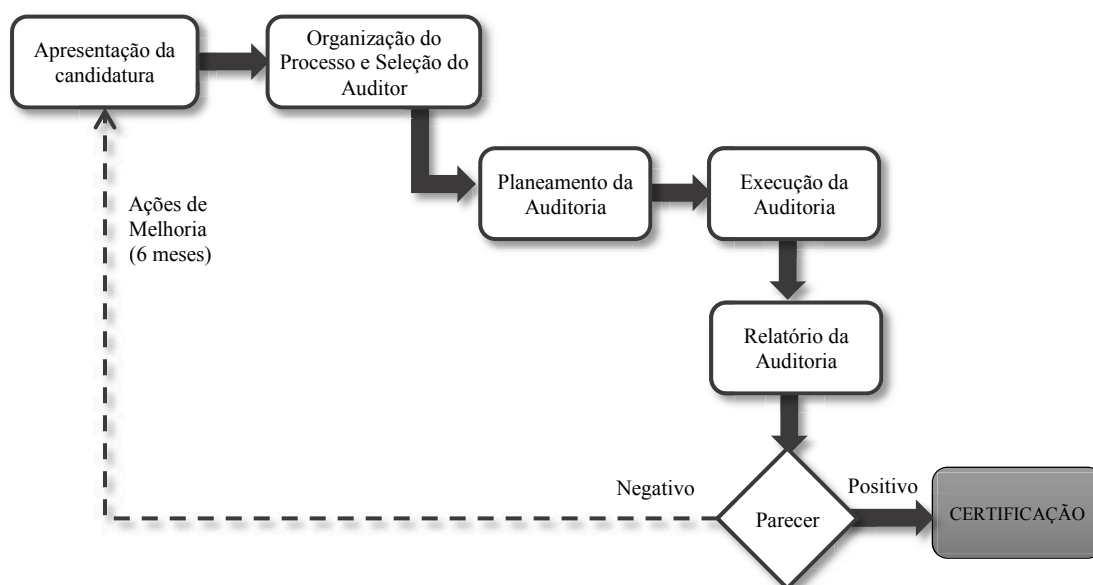 Apresentação da
candidatura
Organização do
Processo e Seleção do
Auditor
Planeamento da
Auditoria
Execução da
Auditoria
Ações de
Melhoria
(6 meses)
Relatório da
Auditoria
Negativo
Positivo
Parecer
CERTIFICAÇÃO